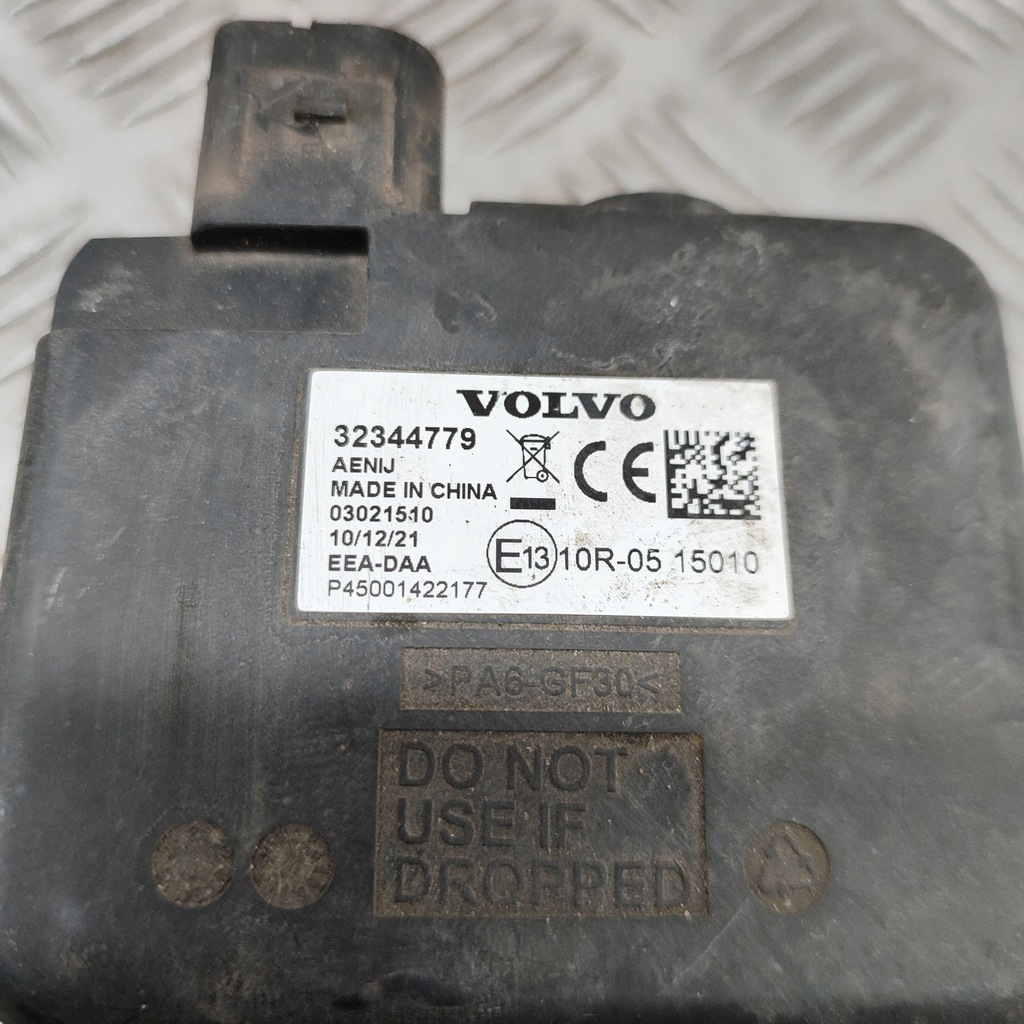 VOLVO
32344779
AENIJ
MADE IN CHINA
03021510
10/12/21
EEA-DAA
P45001422177
CE
E13 10R-05 15010
>PA6-GF30<
DO NOT
USE IF
DROPPED